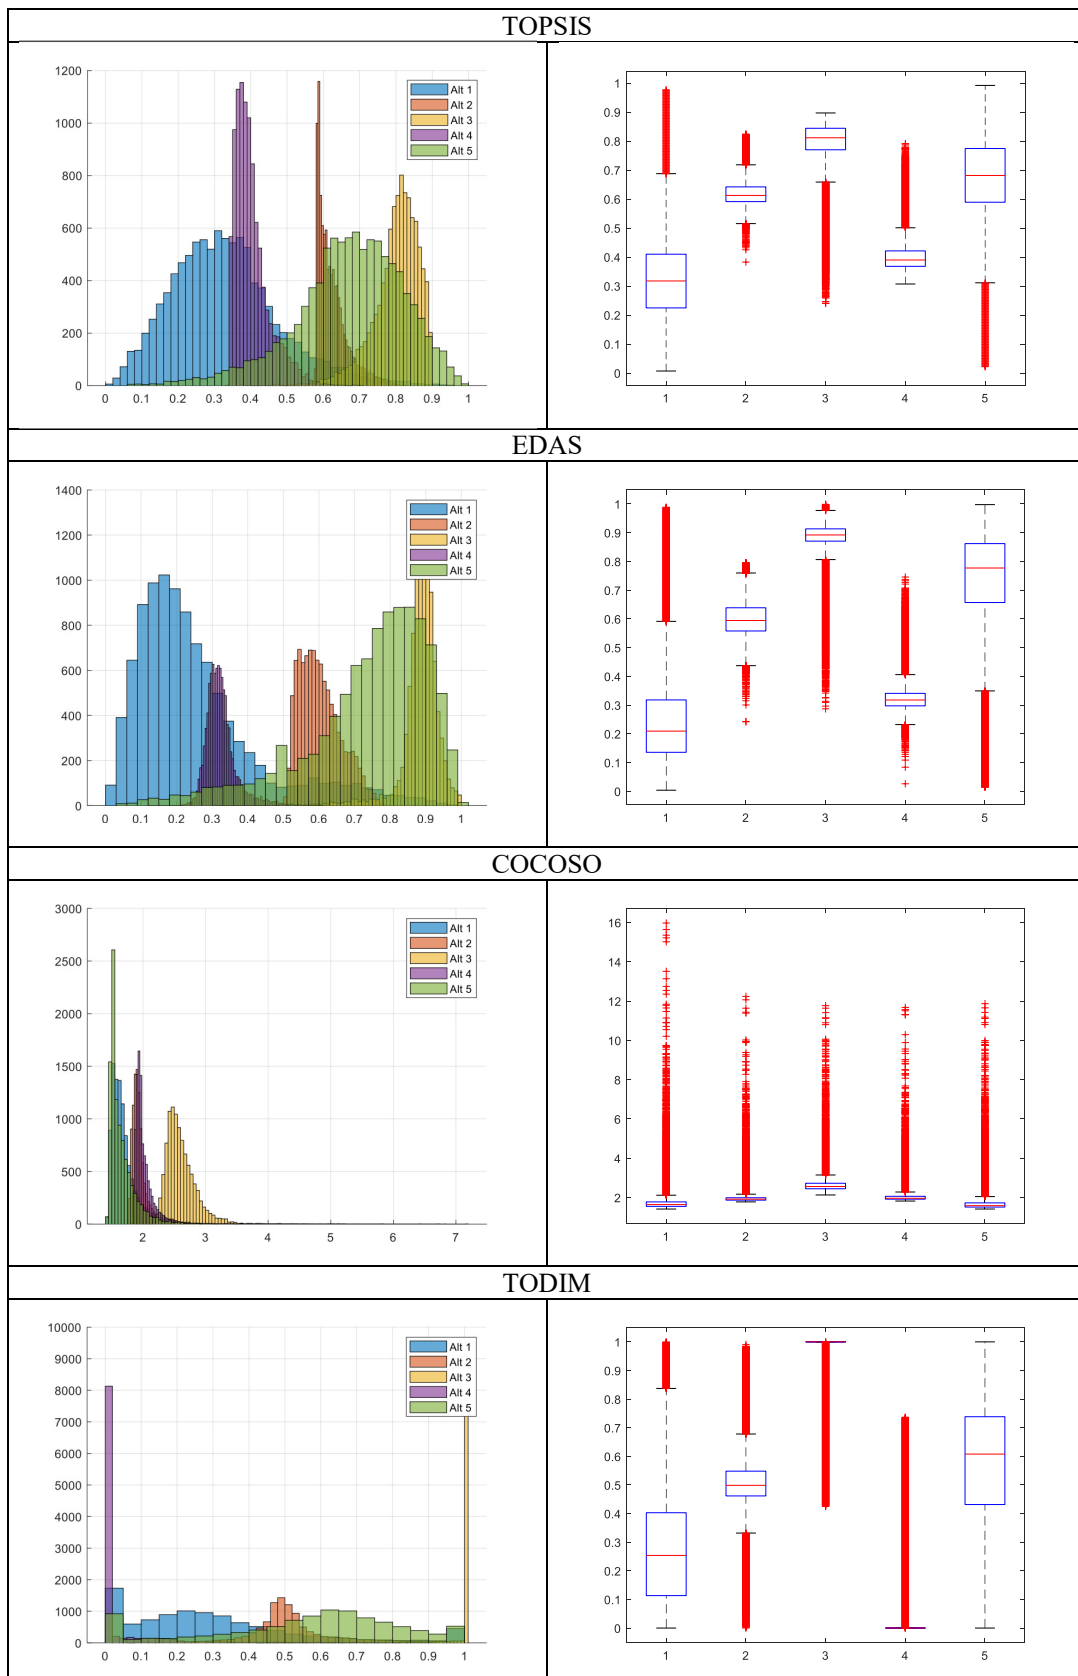 TOPSIS
1200
1000
800
600
400
200
0
0 0.1 0.2 0.3 0.4 0.5 0.6 0.7 0.8 0.9 1
Alt 1
Alt 2
Alt 3
Alt 4
Alt 5
1
0.9
0.8
0.7
0.6
0.5
0.4
0.3
0.2
0.1
0
1 2 3 4 5
EDAS
1400
1200
1000
800
600
400
200
0
0 0.1 0.2 0.3 0.4 0.5 0.6 0.7 0.8 0.9 1
Alt 1
Alt 2
Alt 3
Alt 4
Alt 5
1
0.9
0.8
0.7
0.6
0.5
0.4
0.3
0.2
0.1
0
1 2 3 4 5
COCOSO
3000
2500
2000
1500
1000
500
0
2 3 4 5 6 7
Alt 1
Alt 2
Alt 3
Alt 4
Alt 5
16
14
12
10
8
6
4
2
1 2 3 4 5
TODIM
10000
9000
8000
7000
6000
5000
4000
3000
2000
1000
0
0 0.1 0.2 0.3 0.4 0.5 0.6 0.7 0.8 0.9 1
Alt 1
Alt 2
Alt 3
Alt 4
Alt 5
1
0.9
0.8
0.7
0.6
0.5
0.4
0.3
0.2
0.1
0
1 2 3 4 5